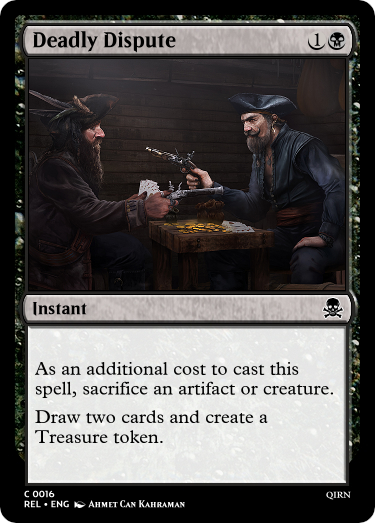 Deadly Dispute 1
Instant
As an additional cost to cast this
spell, sacrifice an artifact or creature.
Draw two cards and create a
Treasure token.
C 0016
REL • ENG Ahmet Can Kahraman
QIRN